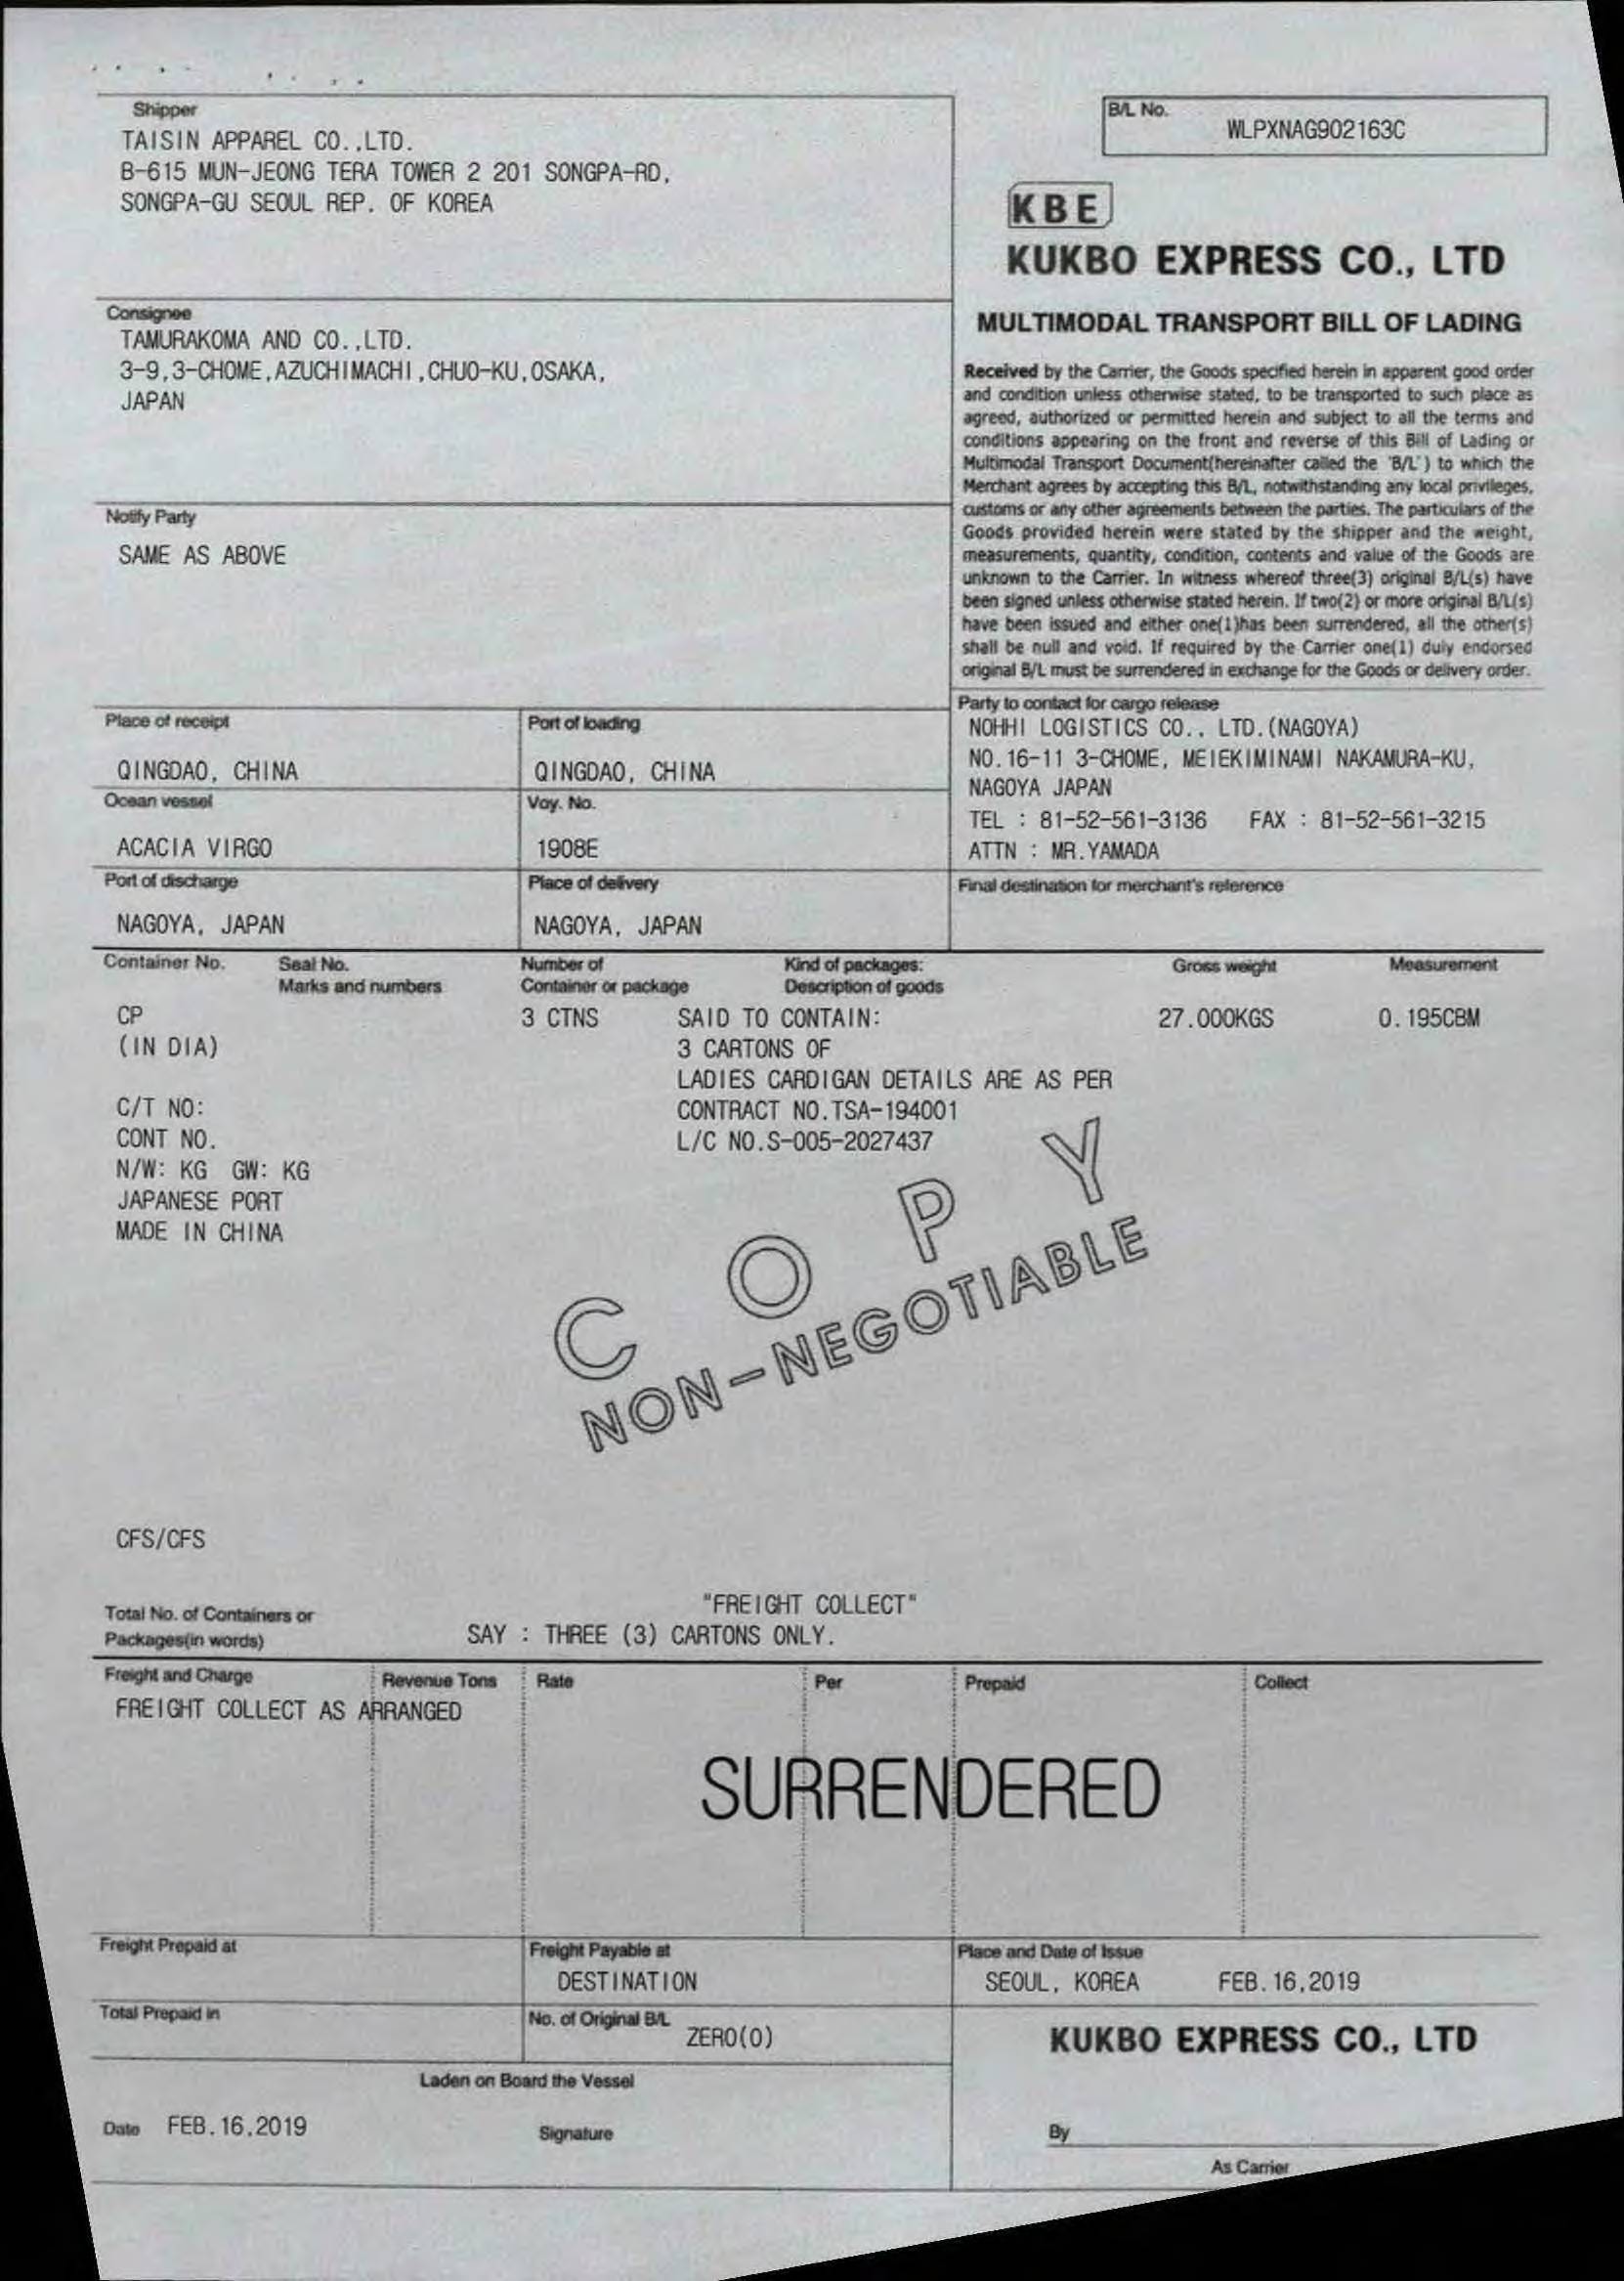 Shipper
TAISIN APPAREL CO.,LTD.
B-615 MUN-JEONG TERA TOWER 2 201 SONGPA-RD,
SONGPA-GU SEOUL REP. OF KOREA
B/L No.
WLPXNAG902163C
KBE
KUKBO EXPRESS CO., LTD
MULTIMODAL TRANSPORT BILL OF LADING
Consignee
TAMURAKOMA AND CO.,LTD.
3-9,3-CHOME,AZUCHIMACHI,CHUO-KU,OSAKA,
JAPAN
Received by the Carrier, the Goods specified herein in apparent good order
and condition unless otherwise stated, to be transported to such place as
agreed, authorized or permitted herein and subject to all the terms and
conditions appearing on the front and reverse of this Bill of Lading or
Multimodal Transport Document(hereinafter called the 'B/L') to which the
Merchant agrees by accepting this B/L, notwithstanding any local privileges,
customs or any other agreements between the parties. The particulars of the
Goods provided herein were stated by the shipper and the weight,
measurements, quantity, condition, contents and value of the Goods are
unknown to the Carrier. In witness whereof three(3) original B/L(s) have
been signed unless otherwise stated herein. If two(2) or more original B/L(s)
have been issued and either one(1)has been surrendered, all the other(s)
shall be null and void. If required by the Carrier one(1) duly endorsed
original B/L must be surrendered in exchange for the Goods or delivery order.
Notify Party
SAME AS ABOVE
Party to contact for cargo release
NOHHI LOGISTICS CO., LTD.(NAGOYA)
NO.16-11 3-CHOME, MEIEKIMINAMI NAKAMURA-KU,
NAGOYA JAPAN
TEL : 81-52-561-3136 FAX : 81-52-561-3215
ATTN : MR.YAMADA
Place of receipt Port of loading
QINGDAO, CHINA QINGDAO, CHINA
Ocean vessel Voy. No.
ACACIA VIRGO 1908E
Port of discharge Place of delivery Final destination for merchant's reference
NAGOYA, JAPAN NAGOYA, JAPAN
Container No. Seal No. Number of Kind of packages: Gross weight Measurement
Marks and numbers Container or package Description of goods
CP 3 CTNS SAID TO CONTAIN: 27.000KGS 0.195CBM
(IN DIA) 3 CARTONS OF
LADIES CARDIGAN DETAILS ARE AS PER
C/T NO: CONTRACT NO.TSA-194001
CONT NO. L/C NO.S-005-2027437
N/W: KG GW: KG
JAPANESE PORT
MADE IN CHINA
COPY
NON-NEGOTIABLE
CFS/CFS
"FREIGHT COLLECT"
Total No. of Containers or
Packages(in words) SAY : THREE (3) CARTONS ONLY.
Freight and Charge Revenue Tons Rate Per Prepaid Collect
FREIGHT COLLECT AS ARRANGED
SURRENDERED
Freight Prepaid at Freight Payable at Place and Date of Issue
DESTINATION SEOUL, KOREA FEB.16,2019
Total Prepaid in No. of Original B/L
ZERO(0)
KUKBO EXPRESS CO., LTD
Laden on Board the Vessel
Date FEB.16,2019 Signature By
As Carrier